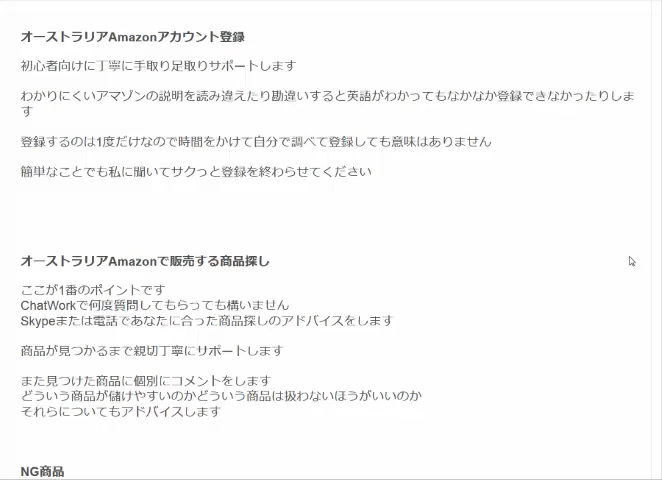 オーストラリアAmazonアカウント登録
初心者向けに丁寧に手取り足取りサポートします
わかりにくいアマゾンの説明を読み違えたり勘違いすると英語がわかってもなかなか登録できなかったりしま
す
登録するのは1度だけなので時間をかけて自分で調べて登録しても意味はありません
簡単なことでも私に聞いてサクっと登録を終わらせてください
オーストラリアAmazonで販売する商品探し
ここが1番のポイントです
ChatWorkで何度質問してもらっても構いません
Skypeまたは電話であなたに合った商品探しのアドバイスをします
商品が見つかるまで親切丁寧にサポートします
また見つけた商品に個別にコメントをします
どういう商品が儲けやすいのかどういう商品は扱わないほうがいいのか
それらについてもアドバイスします
NG商品